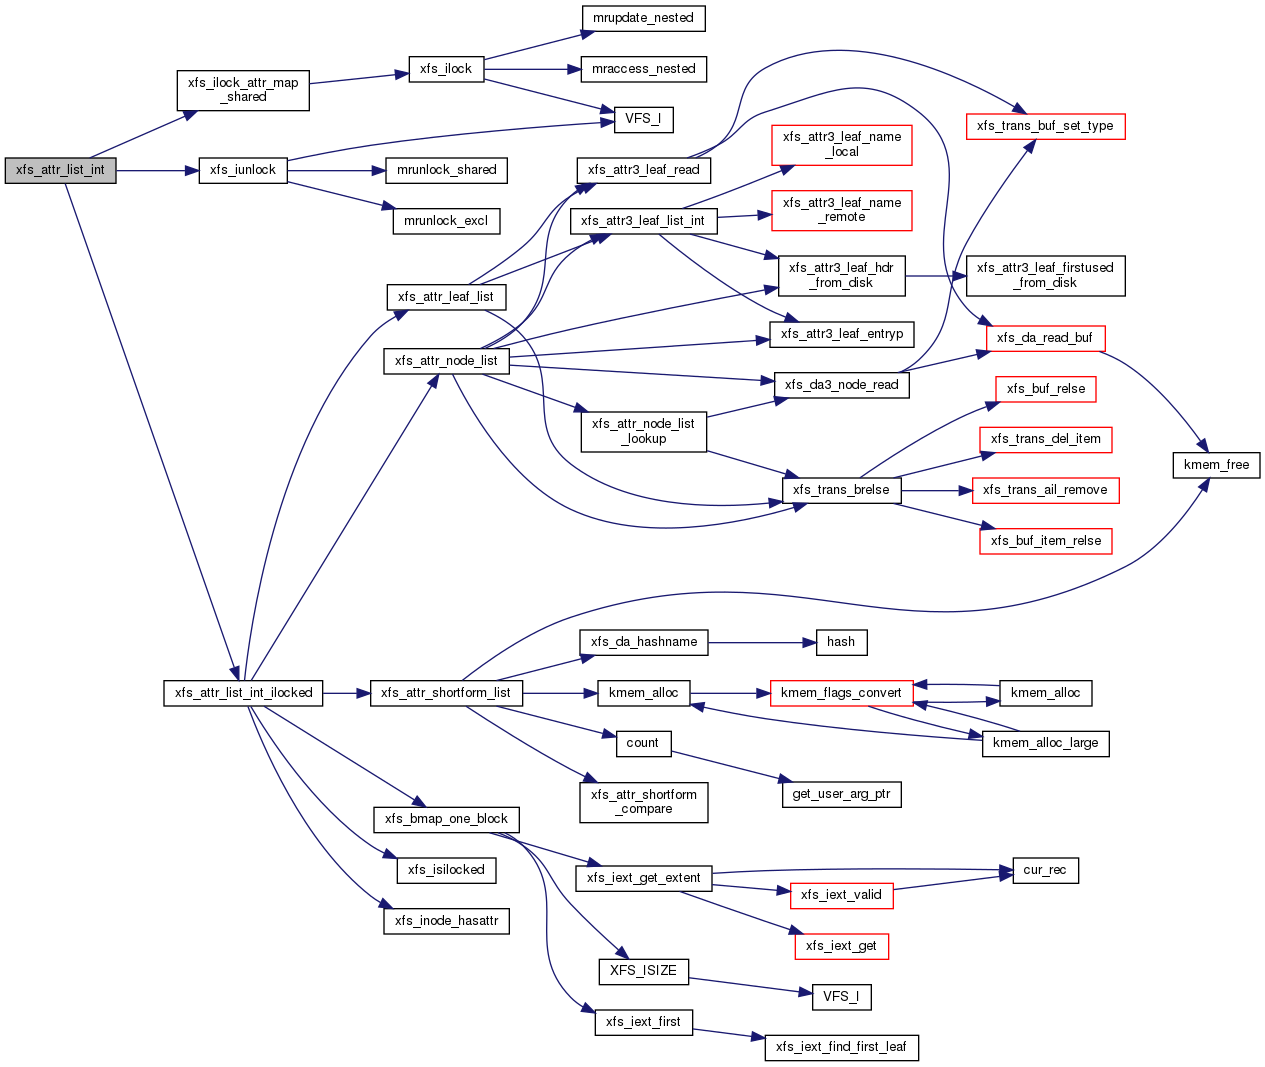 mrupdate_nested
xfs_ilock
mraccess_nested
xfs_ilock_attr_map
_shared
VFS_I
xfs_trans_buf_set_type
xfs_attr3_leaf_name
_local
xfs_attr_list_int
xfs_iunlock
mrunlock_shared
xfs_attr3_leaf_read
xfs_attr3_leaf_name
_remote
mrunlock_excl
xfs_attr3_leaf_list_int
xfs_attr3_leaf_hdr
_from_disk
xfs_attr3_leaf_firstused
_from_disk
xfs_attr_leaf_list
xfs_attr3_leaf_entryp
xfs_da_read_buf
xfs_attr_node_list
xfs_da3_node_read
xfs_buf_relse
xfs_attr_node_list
_lookup
xfs_trans_del_item
kmem_free
xfs_trans_brelse
xfs_trans_ail_remove
xfs_buf_item_relse
xfs_da_hashname
hash
xfs_attr_list_int_ilocked
xfs_attr_shortform_list
kmem_alloc
kmem_flags_convert
kmem_alloc
count
kmem_alloc_large
xfs_attr_shortform
_compare
get_user_arg_ptr
xfs_bmap_one_block
xfs_isilocked
xfs_iext_get_extent
cur_rec
xfs_iext_valid
xfs_inode_hasattr
xfs_iext_get
XFS_ISIZE
VFS_I
xfs_iext_first
xfs_iext_find_first_leaf